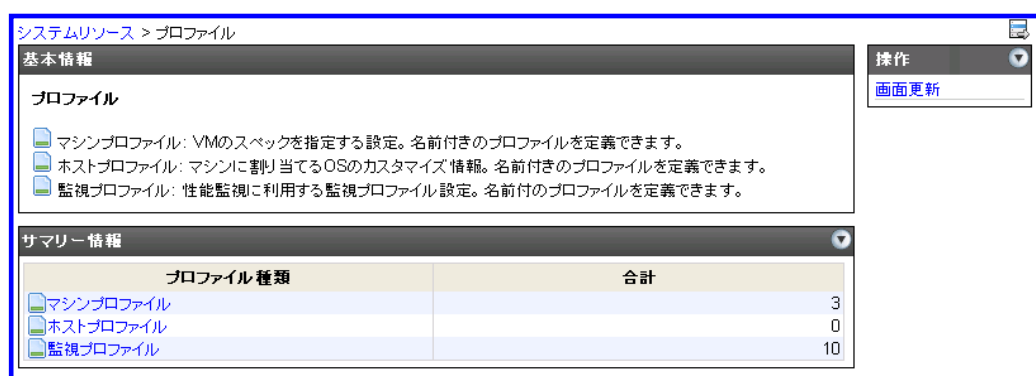 システムリソース > プロファイル
基本情報
プロファイル
マシンプロファイル: VMのスペックを指定する設定。名前付きのプロファイルを定義できます。
ホストプロファイル: マシンに割り当てるOSのカスタマイズ情報。名前付きのプロファイルを定義できます。
監視プロファイル: 性能監視に利用する監視プロファイル設定。名前付のプロファイルを定義できます。
サマリー情報
プロファイル種類 合計
マシンプロファイル 3
ホストプロファイル 0
監視プロファイル 10
操作
画面更新